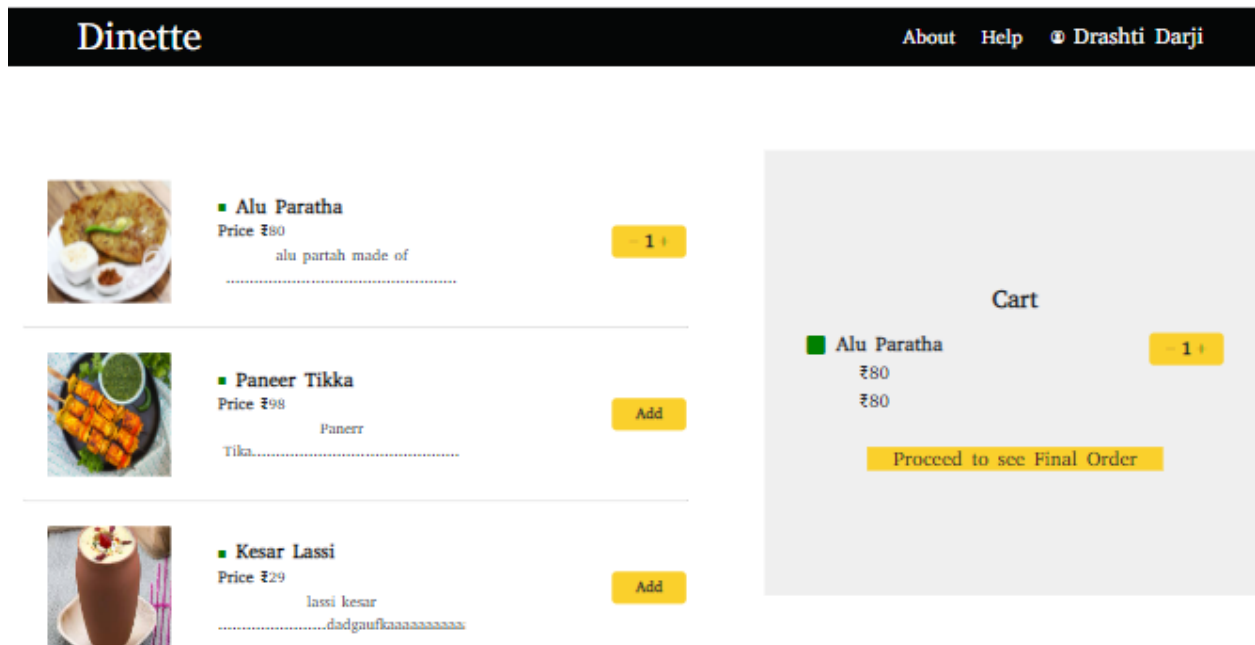 Dinette
About Help Drashti Darji
Alu Paratha
Price ₹80
alu partah made of
.......................................................
- 1 +
Paneer Tikka
Price ₹98
Panerr
Tika..................................................
Add
Kesar Lassi
Price ₹29
lassi kesar
Add
Cart
Alu Paratha
- 1 +
₹80
₹80
Proceed to see Final Order